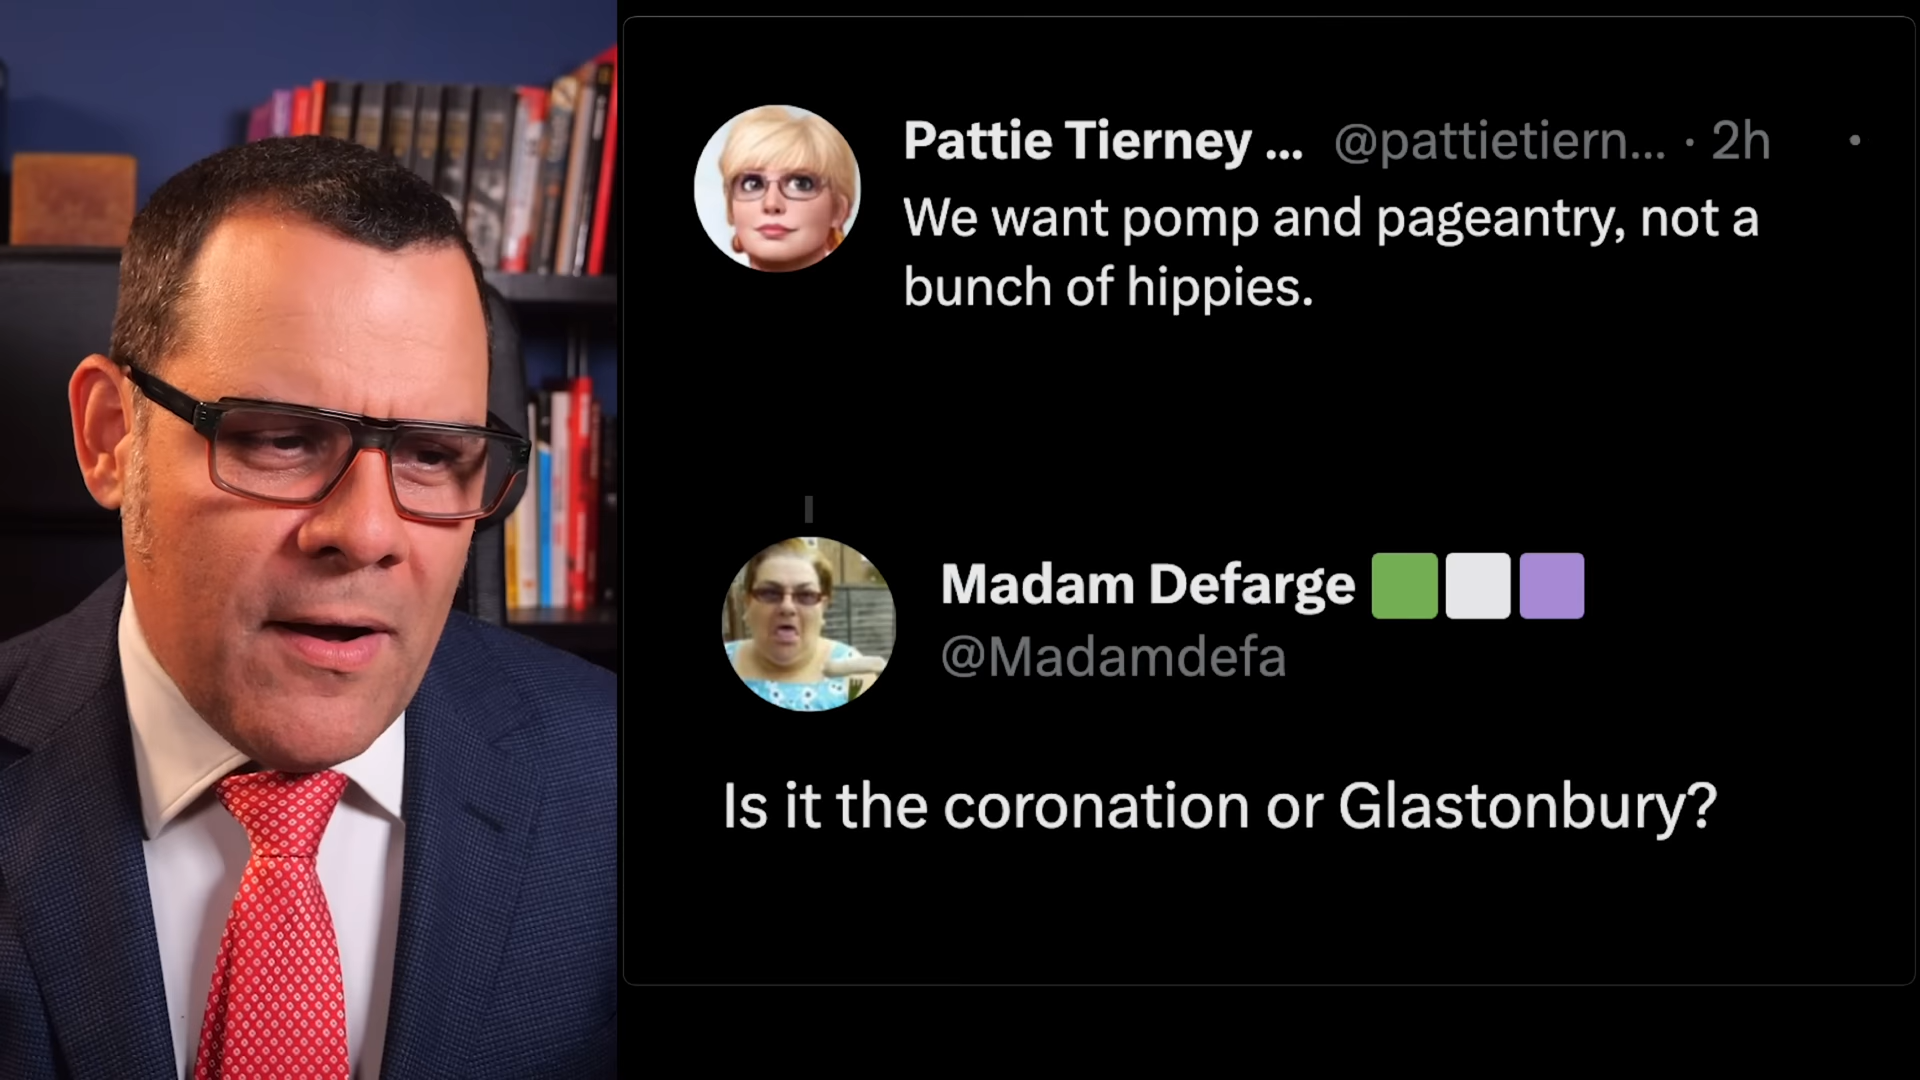 Pattie Tierney ... @pattietiern... · 2h
We want pomp and pageantry, not a
bunch of hippies.
Madam Defarge
@Madamdefa
Is it the coronation or Glastonbury?